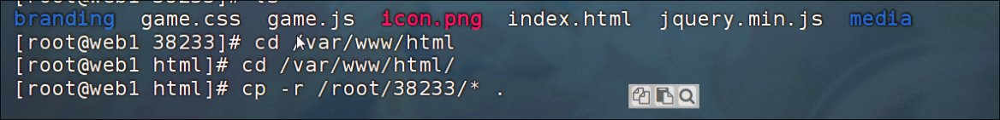 branding  game.css  game.js  icon.png  index.html  jquery.min.js  media
[root@web1 38233]# cd /var/www/html
[root@web1 html]# cd /var/www/html/
[root@web1 html]# cp -r /root/38233/* .